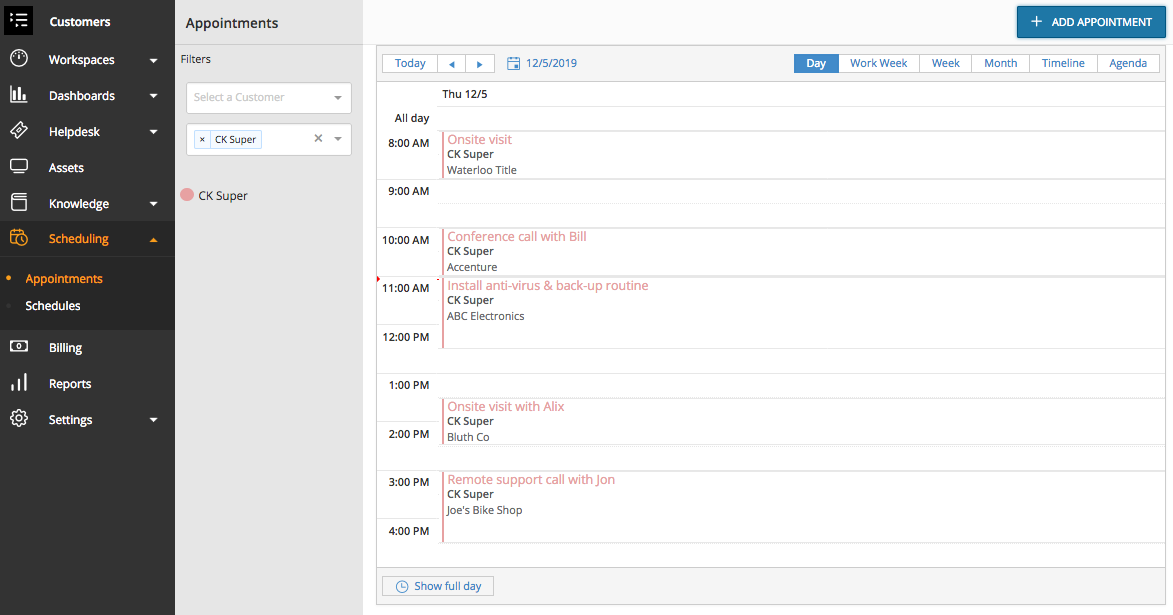 Customers
Workspaces
Dashboards
Helpdesk
Assets
Knowledge
Scheduling
Appointments
Schedules
Billing
Reports
Settings
Appointments
Filters
Select a Customer
× CK Super ×
CK Super
+ ADD APPOINTMENT
Today 12/5/2019 Day Work Week Week Month Timeline Agenda
Thu 12/5
All day
8:00 AM
Onsite visit
CK Super
Waterloo Title
9:00 AM
10:00 AM
Conference call with Bill
CK Super
Accenture
11:00 AM
Install anti-virus & back-up routine
CK Super
ABC Electronics
12:00 PM
1:00 PM
Onsite visit with Alix
CK Super
2:00 PM
Bluth Co
3:00 PM
Remote support call with Jon
CK Super
Joe's Bike Shop
4:00 PM
Show full day